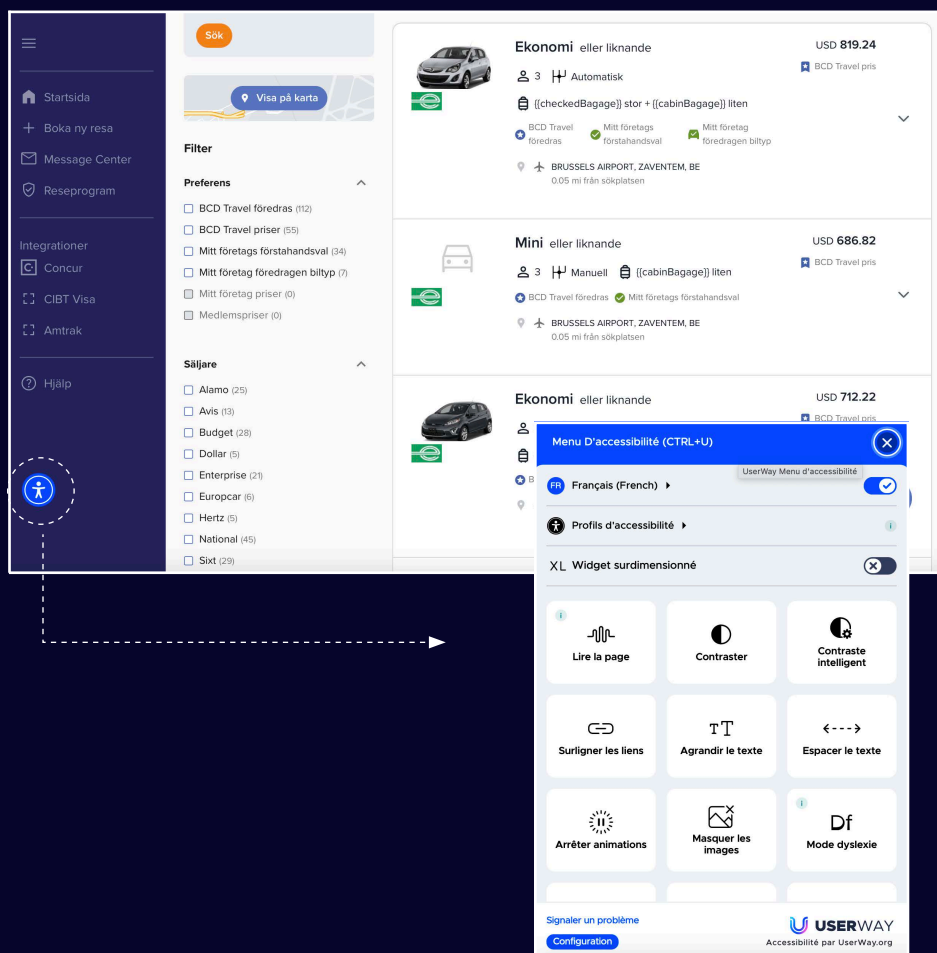 Startsida
Boka ny resa
Message Center
Reseprogram
Integrationer
Concur
CIBT Visa
Amtrak
Hjälp
Sök
Visa på karta
Filter
Preferens
BCD Travel föredras (112)
BCD Travel priser (55)
Mitt företags förstahandsval (34)
Mitt företag föredragen biltyp (7)
Mitt företag priser (0)
Medlemspriser (0)
Säljare
Alamo (25)
Avis (13)
Budget (28)
Dollar (5)
Enterprise (21)
Europcar (6)
Hertz (5)
National (45)
Sixt (29)
Ekonomi eller liknande
USD 819.24
BCD Travel pris
3 Automatisk
{{checkedBagage}} stor + {{cabinBagage}} liten
BCD Travel föredras
Mitt företags förstahandsval
Mitt företag föredragen biltyp
BRUSSELS AIRPORT, ZAVENTEM, BE
0.05 mi från sökplatsen
Mini eller liknande
USD 686.82
BCD Travel pris
3 Manuell {{cabinBagage}} liten
BCD Travel föredras Mitt företags förstahandsval
BRUSSELS AIRPORT, ZAVENTEM, BE
0.05 mi från sökplatsen
Ekonomi eller liknande
USD 712.22
BCD Travel pris
Menu D'accessibilité (CTRL+U)
UserWay Menu d'accessibilité
FR Français (French)
Profils d'accessibilité
XL Widget surdimensionné
Lire la page
Contraster
Contraste
intelligent
Surligner les liens
Agrandir le texte
Espacer le texte
Arrêter animations
Masquer les
images
Df
Mode dyslexie
Signaler un problème
Configuration
USERWAY
Accessibilité par UserWay.org